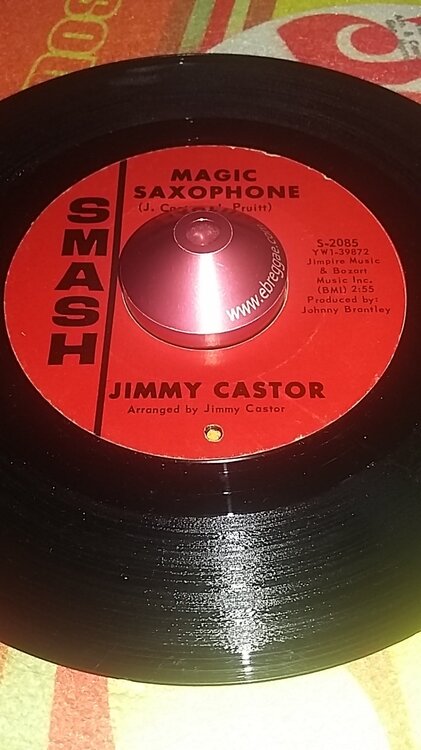 MAGIC
SAXOPHONE
(J. Pruitt)
SMASH
S-2085
YW1-39872
Jimpire Music
& Bozart
Music Inc.
(BMI) 2:55
Produced by:
Johnny Brantley
www.ebreggae.com
JIMMY CASTOR
Arranged by Jimmy Castor